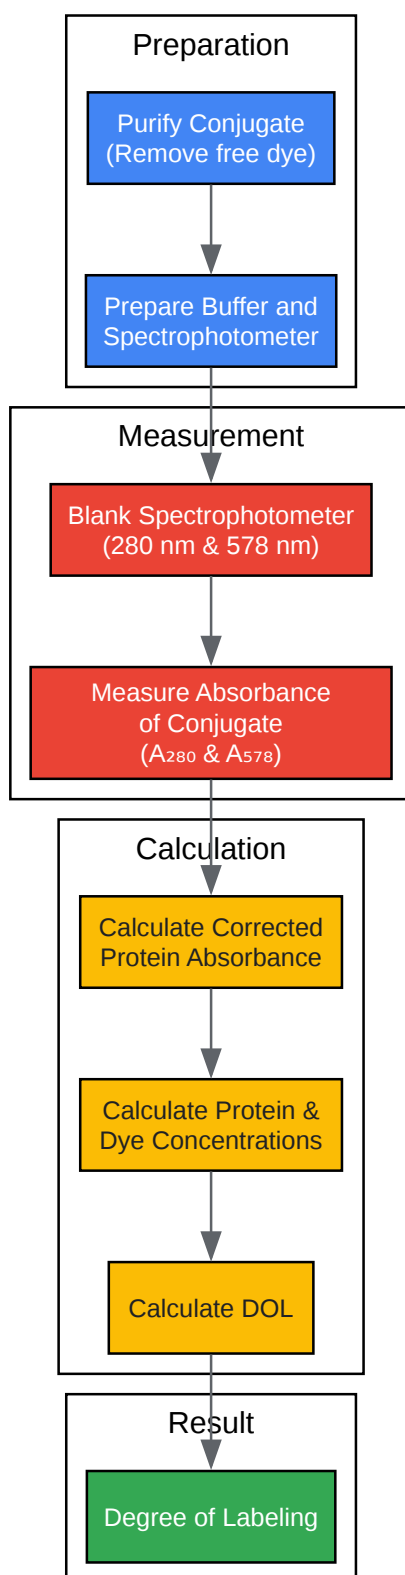 Preparation
Purify Conjugate
(Remove free dye)
Prepare Buffer and
Spectrophotometer
Measurement
Blank Spectrophotometer
(280 nm & 578 nm)
Measure Absorbance
of Conjugate
(A₂₈₀ & A₅₇₈)
Calculation
Calculate Corrected
Protein Absorbance
Calculate Protein &
Dye Concentrations
Calculate DOL
Result
Degree of Labeling